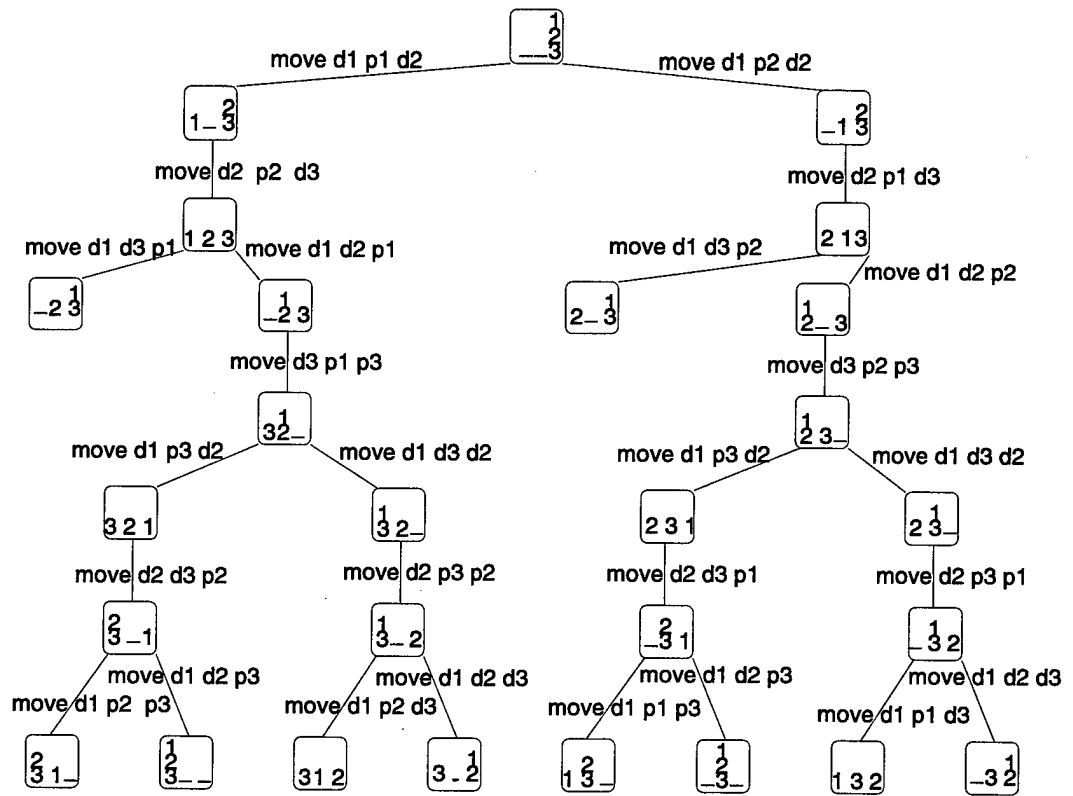 1
2
_ _ 3
move d1 p1 d2
move d1 p2 d2
2
1 _ 3
2
_ 1 3
move d2 p2 d3
move d2 p1 d3
1 2 3
2 1 3
move d1 d3 p1
move d1 d2 p1
move d1 d3 p2
move d1 d2 p2
1
_ 2 3
1
_ 2 3
1
2 _ 3
1
2 _ 3
move d3 p1 p3
move d3 p2 p3
1
3 2 _
1
2 3 _
move d1 p3 d2
move d1 d3 d2
move d1 p3 d2
move d1 d3 d2
3 2 1
1
3 2 _
2 3 1
1
2 3 _
move d2 d3 p2
move d2 p3 p2
move d2 d3 p1
move d2 p3 p1
2
3 _ 1
1
3 _ 2
2
_ 3 1
1
_ 3 2
move d1 d2 p3
move d1 d2 d3
move d1 d2 p3
move d1 d2 d3
move d1 p2 p3
move d1 p2 d3
move d1 p1 p3
move d1 p1 d3
2
3 1 _
1
2
3 _ _
3 1 2
1
3 - 2
2
1 3 _
1
2
_ 3 _
1 3 2
1
_ 3 2